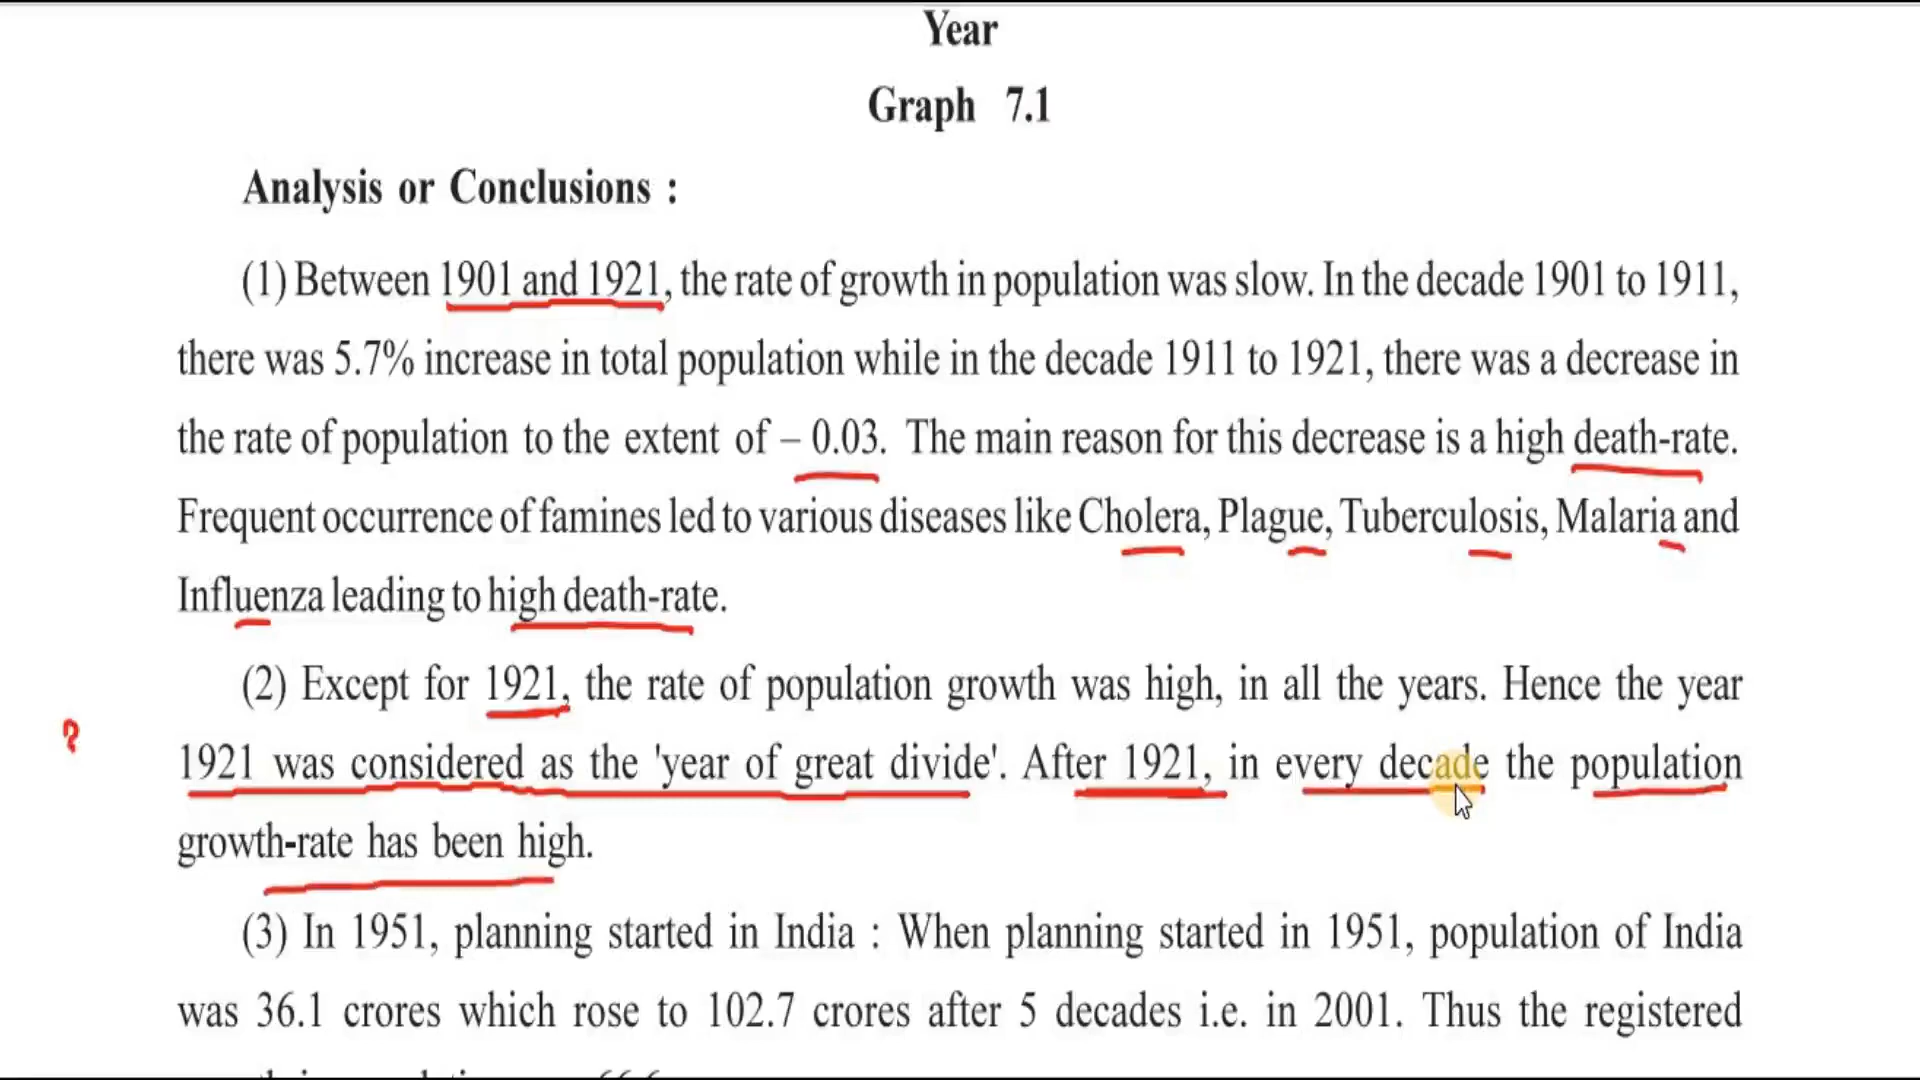 Year
Graph 7.1
Analysis or Conclusions :
(1) Between 1901 and 1921, the rate of growth in population was slow. In the decade 1901 to 1911,
there was 5.7% increase in total population while in the decade 1911 to 1921, there was a decrease in
the rate of population to the extent of – 0.03. The main reason for this decrease is a high death-rate.
Frequent occurrence of famines led to various diseases like Cholera, Plague, Tuberculosis, Malaria and
Influenza leading to high death-rate.
(2) Except for 1921, the rate of population growth was high, in all the years. Hence the year
?
1921 was considered as the 'year of great divide'. After 1921, in every decade the population
growth-rate has been high.
(3) In 1951, planning started in India : When planning started in 1951, population of India
was 36.1 crores which rose to 102.7 crores after 5 decades i.e. in 2001. Thus the registered